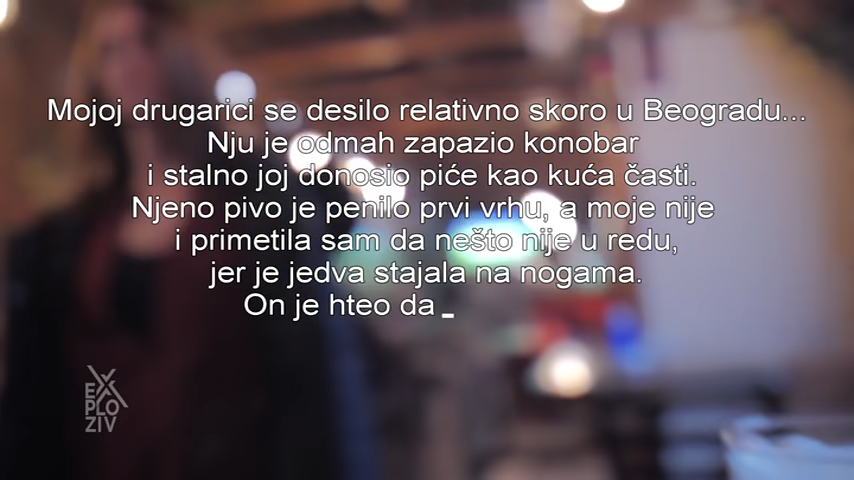 Mojoj drugarici se desilo relativno skoro u Beogradu...
Nju je odmah zapazio konobar
i stalno joj donosio piće kao kuća časti.
Njeno pivo je penilo prvi vrhu, a moje nije
i primetila sam da nešto nije u redu,
jer je jedva stajala na nogama.
On je hteo da
EX
PLO
ZIV